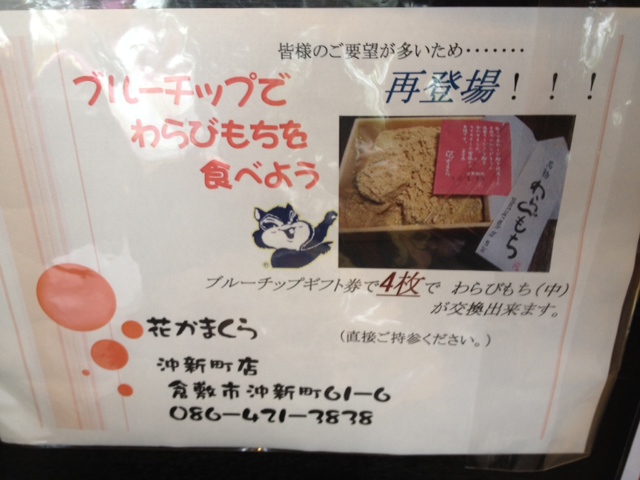 皆様のご要望が多いため・・・・・・・
再登場！！！
ブルーチップで
わらびもちを
食べよう
わらびもち
ブルーチップギフト券で4枚で わらびもち(中)
が交換出来ます。
(直接ご持参ください。)
花かまくら
沖新町店
倉敷市沖新町61-6
086-421-3838